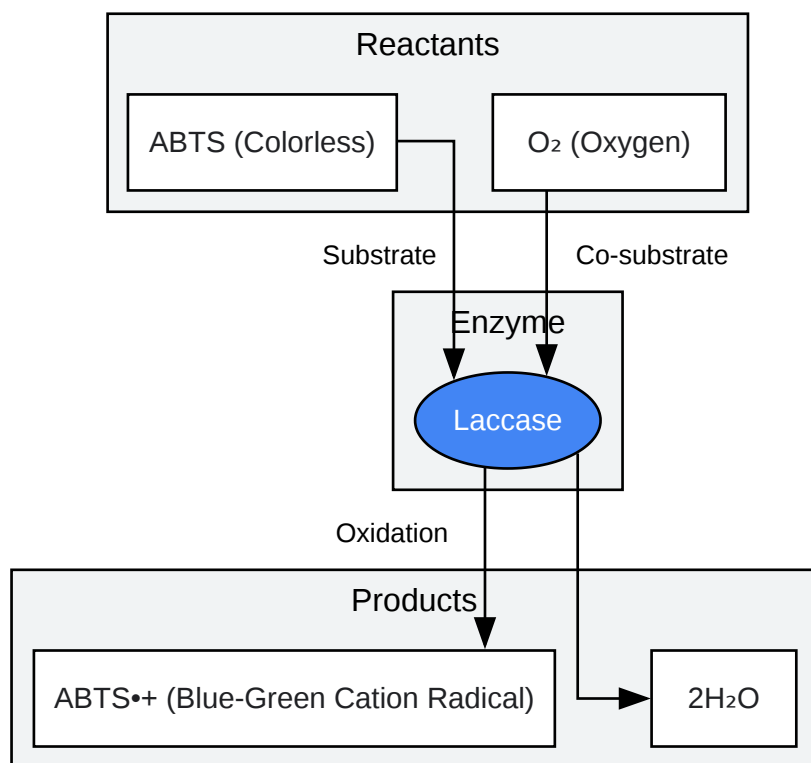 Reactants
ABTS (Colorless)
O₂ (Oxygen)
Substrate
Co-substrate
Enzyme
Laccase
Oxidation
Products
ABTS•+ (Blue-Green Cation Radical)
2H₂O